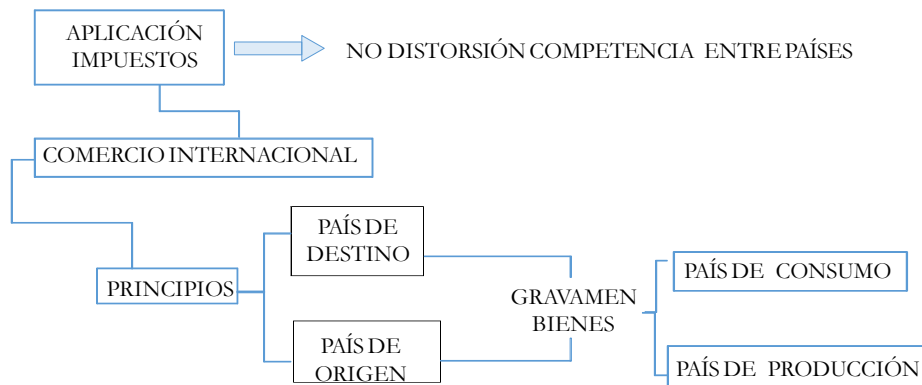 APLICACIÓN
IMPUESTOS
NO DISTORSIÓN COMPETENCIA ENTRE PAÍSES
COMERCIO INTERNACIONAL
PRINCIPIOS
PAÍS DE
DESTINO
PAÍS DE
ORIGEN
GRAVAMEN
BIENES
PAÍS DE CONSUMO
PAÍS DE PRODUCCIÓN